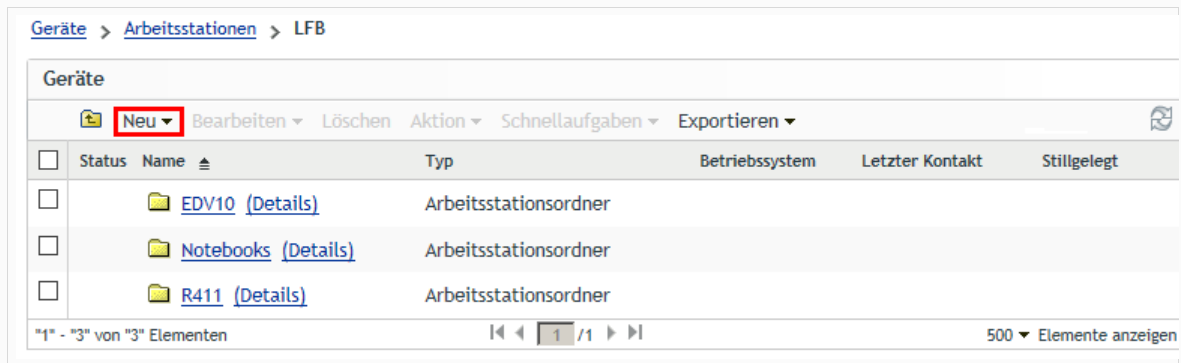 Geräte > Arbeitsstationen > LFB
Geräte
Neu Bearbeiten Löschen Aktion Schnellaufgaben Exportieren
Status Name Typ Betriebssystem Letzter Kontakt Stillgelegt
EDV10 (Details) Arbeitsstationsordner
Notebooks (Details) Arbeitsstationsordner
R411 (Details) Arbeitsstationsordner
"1" - "3" von "3" Elementen 1 /1 500 Elemente anzeigen